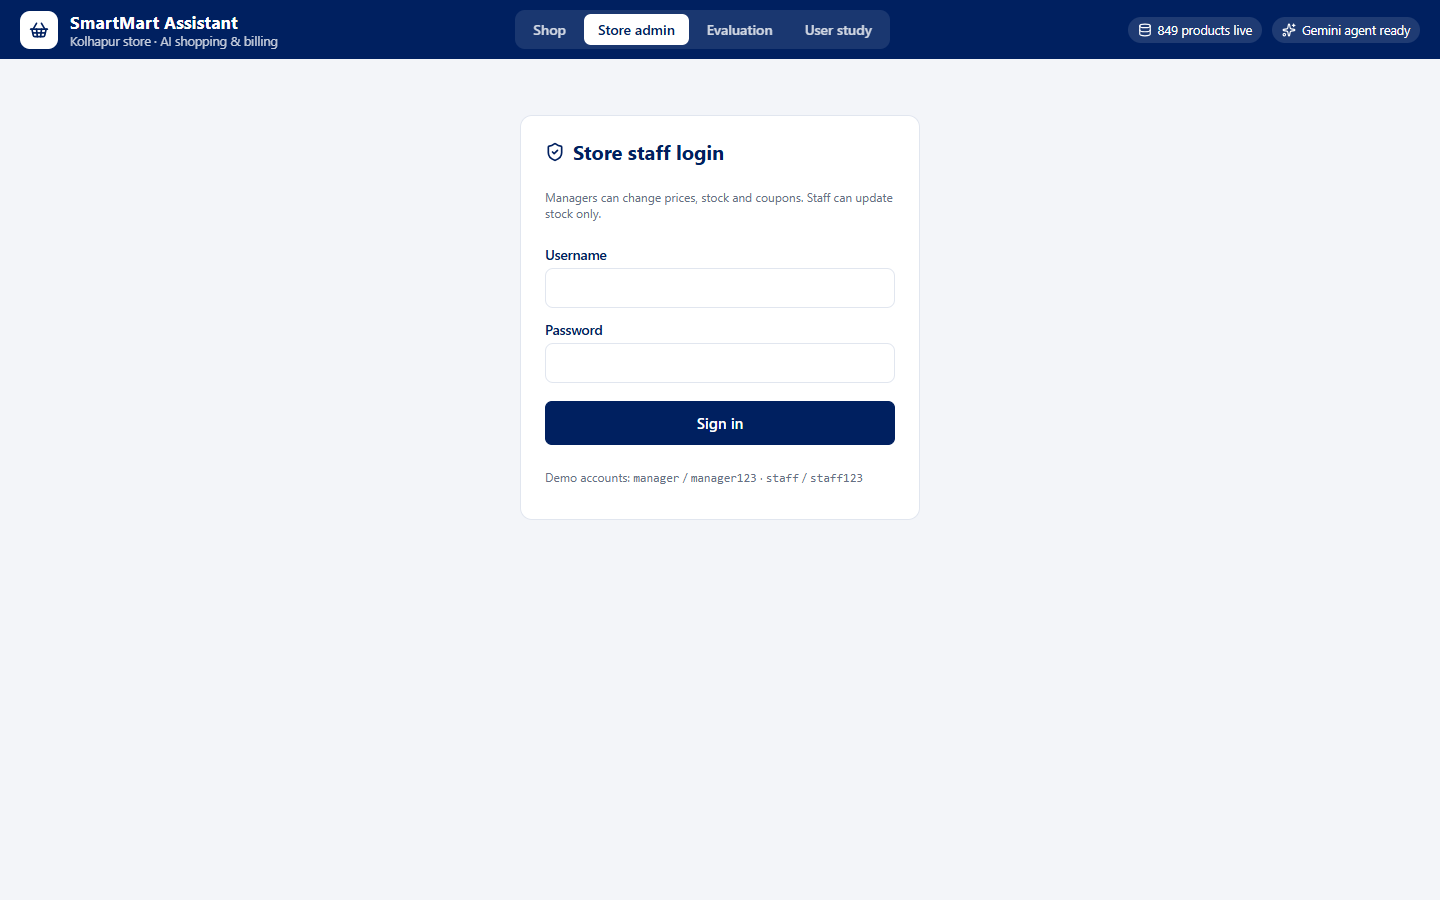 SmartMart Assistant
Kolhapur store · AI shopping & billing
Shop
Store admin
Evaluation
User study
849 products live
Gemini agent ready
Store staff login
Managers can change prices, stock and coupons. Staff can update
stock only.
Username
Password
Sign in
Demo accounts: manager / manager123 · staff / staff123